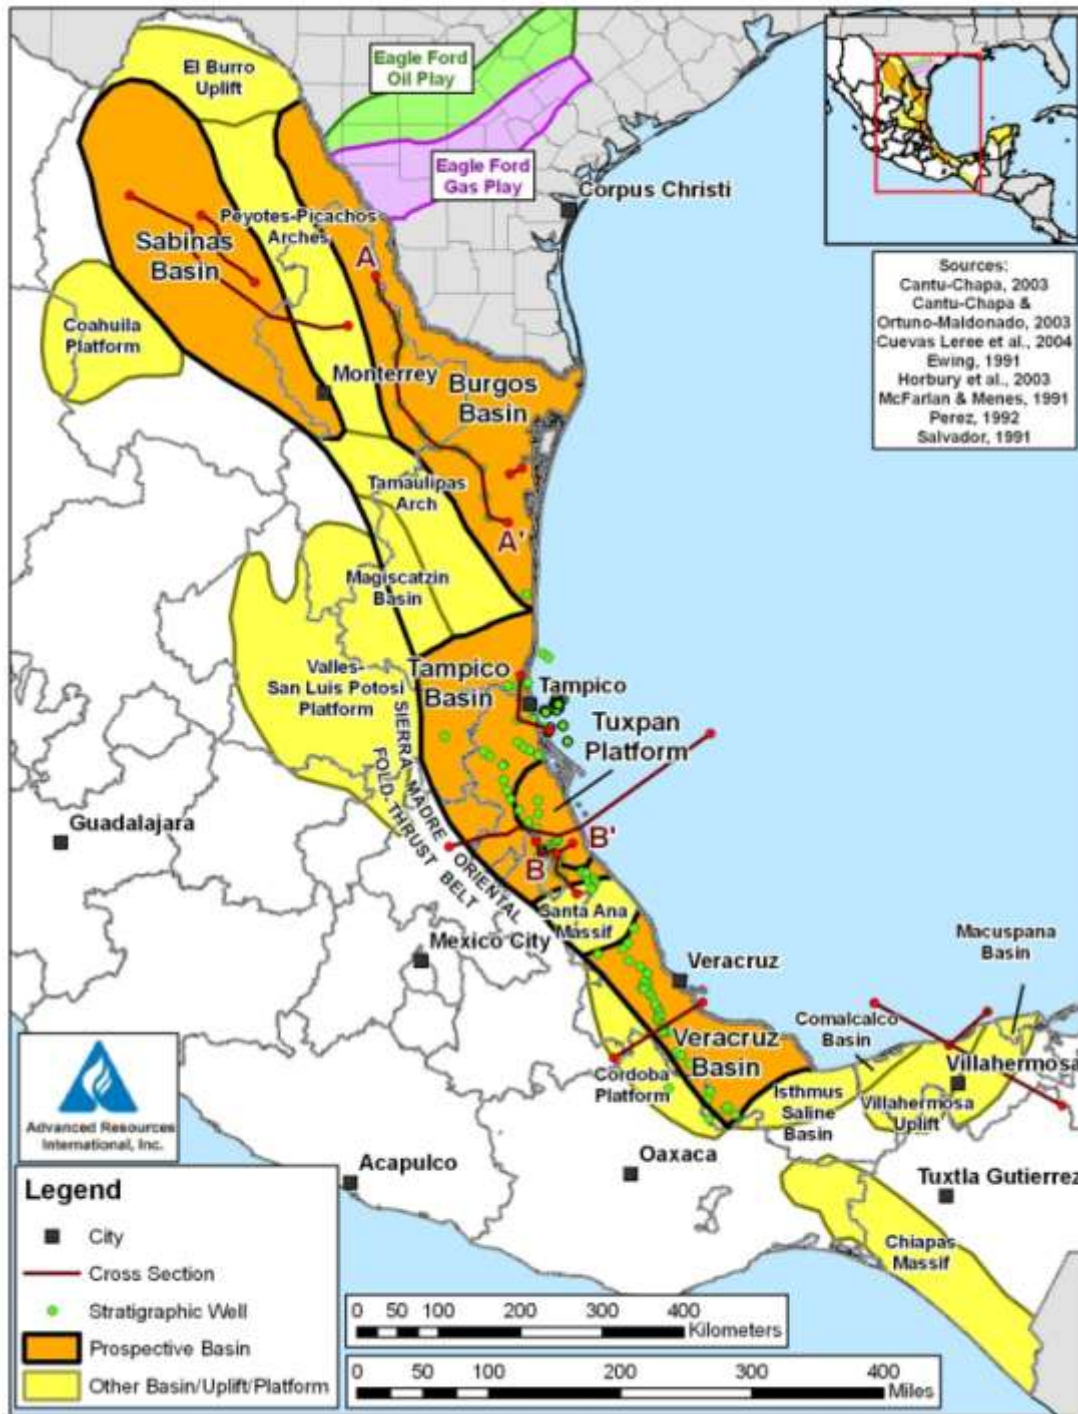 El Burro
Uplift
Eagle Ford
Oil Play
Eagle Ford
Gas Play
Corpus Christi
Peyotes-Picachos
Arches
Sabinas
Basin
A
Coahuila
Platform
Monterrey
Burgos
Basin
Tamaulipas
Arch
A'
Magiscatzin
Basin
Sources:
Cantu-Chapa, 2003
Cantu-Chapa &
Ortuno-Maldonado, 2003
Cuevas Leree et al., 2004
Ewing, 1991
Horbury et al., 2003
McFarlan & Menes, 1991
Perez, 1992
Salvador, 1991
Valles-
San Luis Potosi
Platform
Tampico
Basin
Tampico
Tuxpan
Platform
SIERRA MADRE ORIENTAL
FOLD-THRUST BELT
Guadalajara
B
B'
Santa Ana
Massif
Mexico City
Veracruz
Macuspana
Basin
Veracruz
Basin
Comalcalco
Basin
Cordoba
Platform
Isthmus
Saline
Basin
Villahermosa
Villahermosa
Uplift
Advanced Resources
International, Inc.
Acapulco
Oaxaca
Tuxtla Gutierrez
Chiapas
Massif
Legend
City
Cross Section
Stratigraphic Well
Prospective Basin
Other Basin/Uplift/Platform
0 50 100 200 300 400
Kilometers
0 50 100 200 300 400
Miles